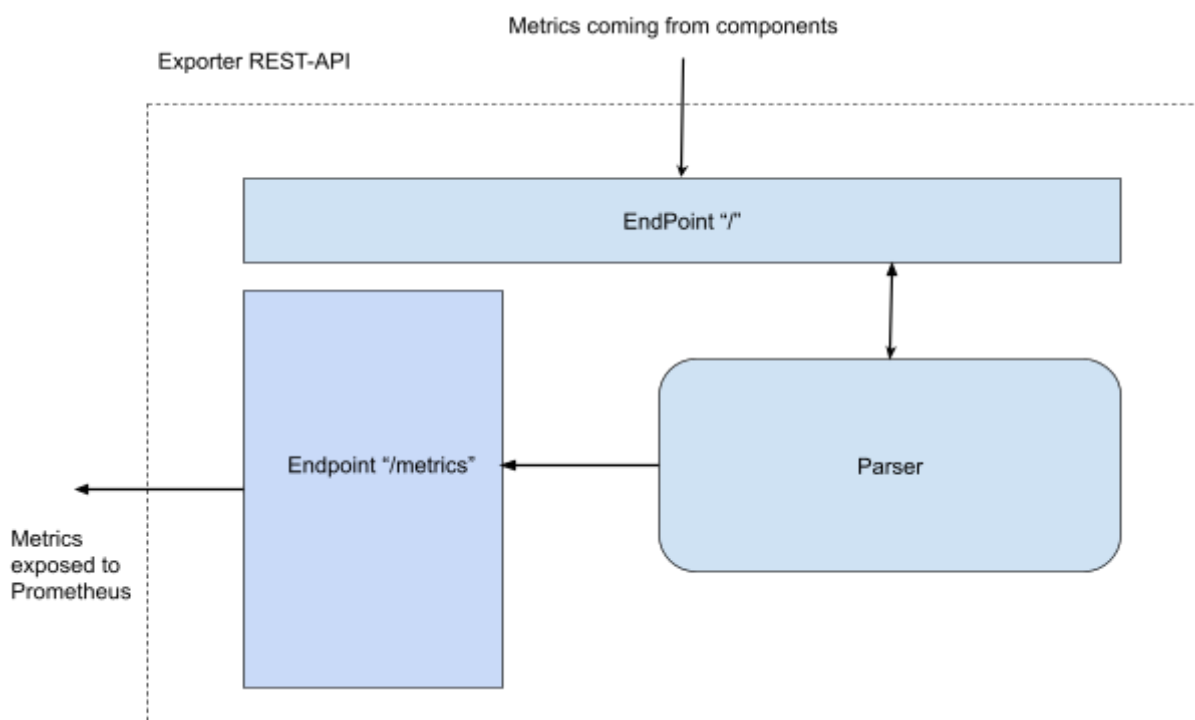 Metrics coming from components
Exporter REST-API
EndPoint “/”
Endpoint “/metrics”
Parser
Metrics
exposed to
Prometheus